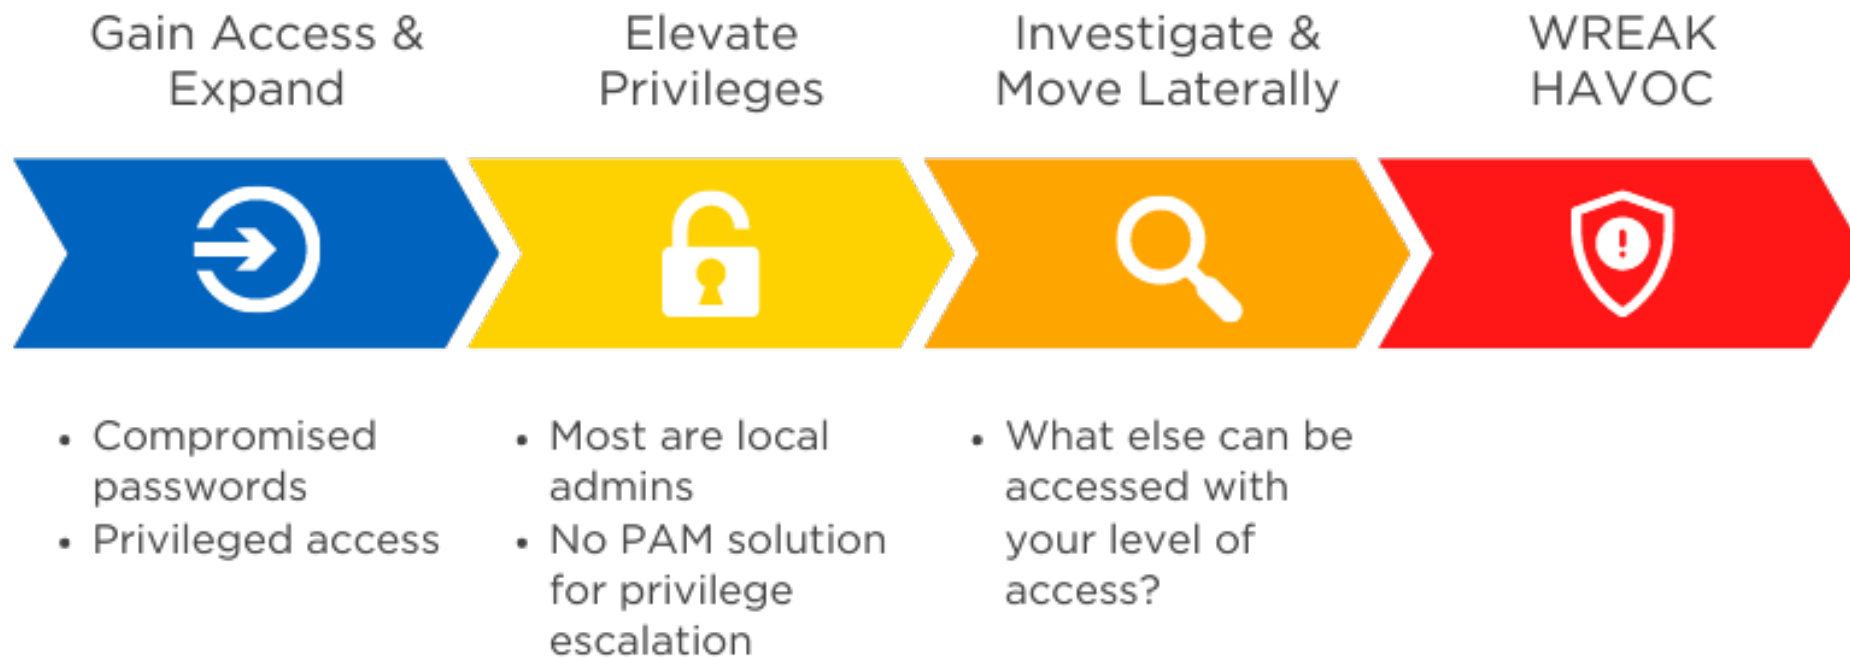 Gain Access &
Expand
Elevate
Privileges
Investigate &
Move Laterally
WREAK
HAVOC
• Compromised
passwords
• Privileged access
• Most are local
admins
• No PAM solution
for privilege
escalation
• What else can be
accessed with
your level of
access?